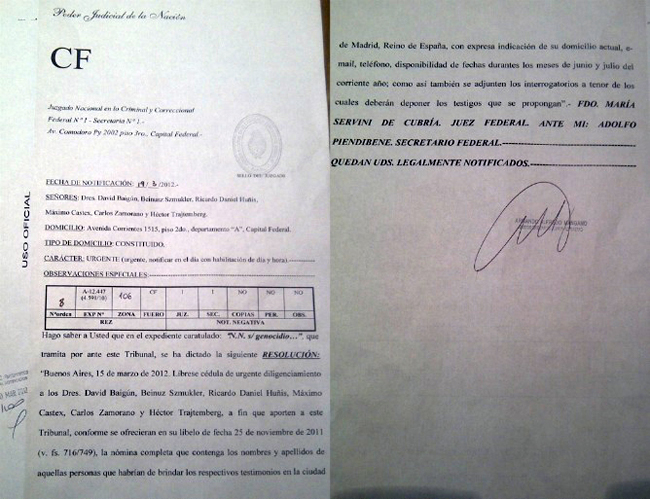 Poder Judicial de la Nación
CF
Juzgado Nacional en lo Criminal y Correccional
Federal Nº 1 - Secretaría Nº 1.-
Av. Comodoro Py 2002 piso 3ro., Capital Federal.-
USO OFICIAL
FECHA DE NOTIFICACIÓN: 19/ 3 /2012.-
SEÑORES: Dres. David Baigún, Beinuz Szmukler, Ricardo Daniel Huñis,
Máximo Castex, Carlos Zamorano y Héctor Trajtemberg.
DOMICILIO: Avenida Corrientes 1515, piso 2do., departamento "A", Capital Federal.
TIPO DE DOMICILIO: CONSTITUIDO.
CARÁCTER: URGENTE (urgente, notificar en el día con habilitación de día y hora).
OBSERVACIONES ESPECIALES:
8 A-12.447 106 CF 1 1 NO NO NO
(4.591/10)
Nºorden EXP Nº ZONA FUERO JUZ. SEC. COPIAS PER. OBS.
REZ NOT. NEGATIVA
Hago saber a Usted que en el expediente caratulado: "N.N. s/ genocidio...", que
tramita por ante este Tribunal, se ha dictado la siguiente RESOLUCIÓN:
"Buenos Aires, 15 de marzo de 2012. Líbrese cédula de urgente diligenciamiento
a los Dres. David Baigún, Beinuz Szmukler, Ricardo Daniel Huñis, Máximo
Castex, Carlos Zamorano y Héctor Trajtemberg, a fin que aporten a este
Tribunal, conforme se ofrecieran en su libelo de fecha 25 de noviembre de 2011
(v. fs. 716/749), la nómina completa que contenga los nombres y apellidos de
aquellas personas que habrían de brindar los respectivos testimonios en la ciudad
de Madrid, Reino de España, con expresa indicación de su domicilio actual, e-
mail, teléfono, disponibilidad de fechas durantes los meses de junio y julio del
corriente año; como así también se adjunten los interrogatorios a tenor de los
cuales deberán deponer los testigos que se propongan".- FDO. MARÍA
SERVINI DE CUBRÍA. JUEZ FEDERAL. ANTE MI: ADOLFO
PIENDIBENE. SECRETARIO FEDERAL.
QUEDAN UDS. LEGALMENTE NOTIFICADOS.